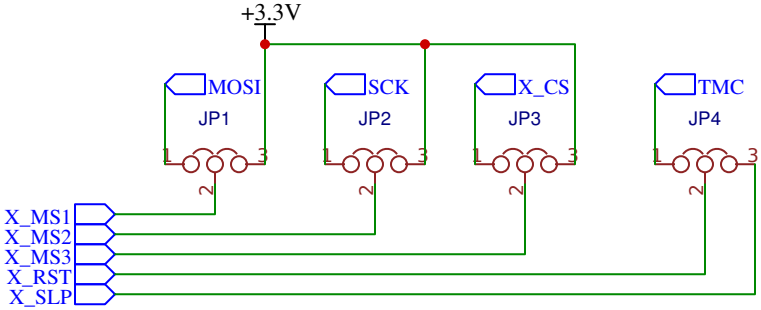 +3.3V
MOSI SCK X_CS TMC
JP1 JP2 JP3 JP4
1 3 1 3 1 3 1 3
2 2 2 2
X_MS1
X_MS2
X_MS3
X_RST
X_SLP